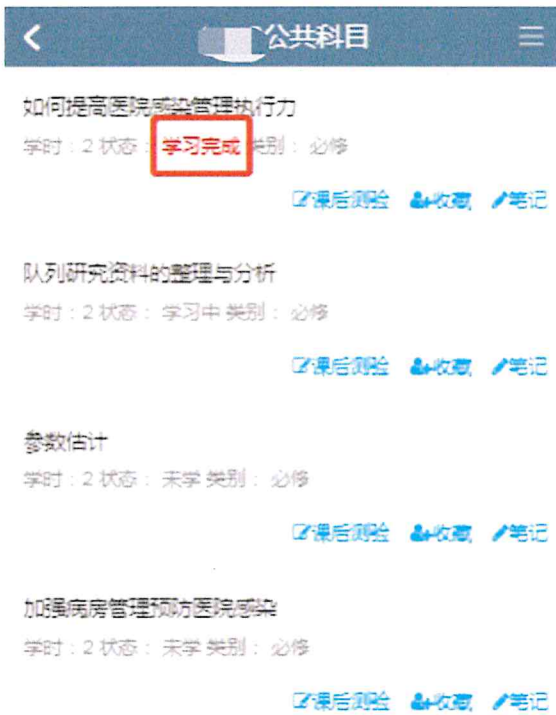 公共科目
如何提高医院感染管理执行力
学时：2 状态： 学习完成 类别： 必修
课后测验 收藏 笔记
队列研究资料的整理与分析
学时：2 状态： 学习中 类别： 必修
课后测验 收藏 笔记
参数估计
学时：2 状态： 未学 类别： 必修
课后测验 收藏 笔记
加强病房管理预防医院感染
学时：2 状态： 未学 类别： 必修
课后测验 收藏 笔记